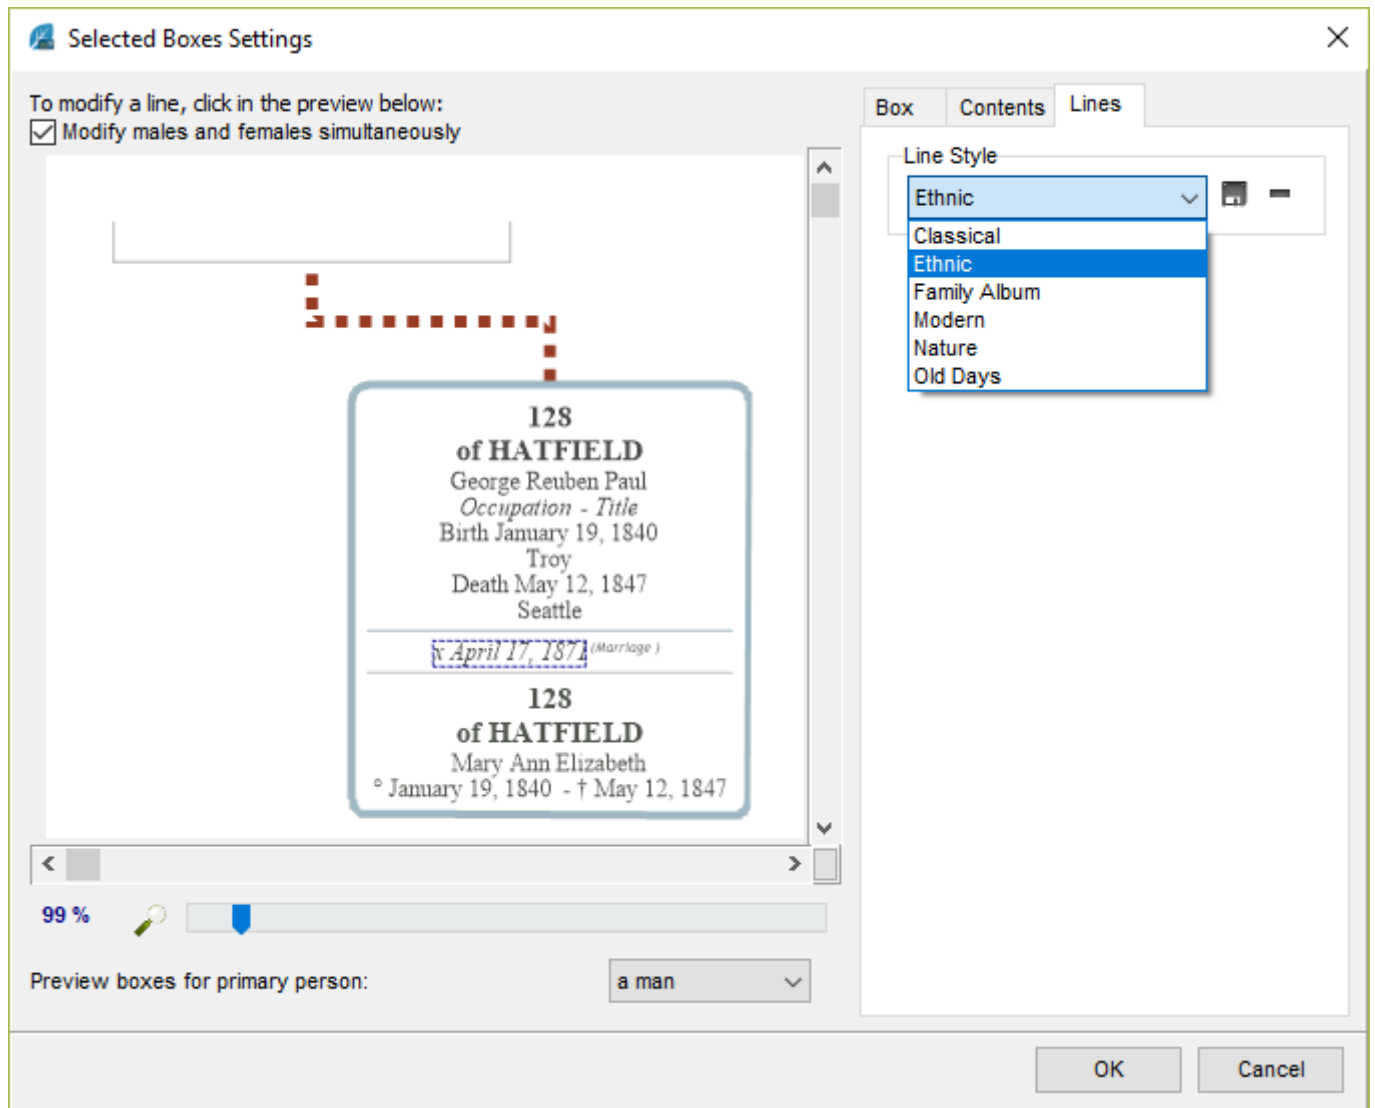 Selected Boxes Settings
To modify a line, click in the preview below:
Modify males and females simultaneously
128
of HATFIELD
George Reuben Paul
Occupation - Title
Birth January 19, 1840
Troy
Death May 12, 1847
Seattle
x April 17, 1871 (Marriage )
128
of HATFIELD
Mary Ann Elizabeth
° January 19, 1840 - † May 12, 1847
99 %
Preview boxes for primary person:
a man
Box Contents Lines
Line Style
Ethnic
Classical
Ethnic
Family Album
Modern
Nature
Old Days
OK Cancel